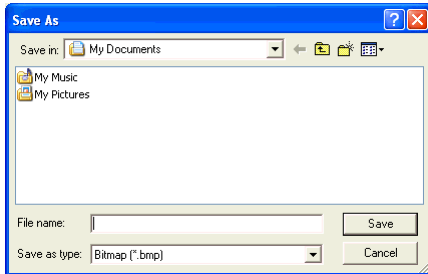 Save As
Save in: My Documents
My Music
My Pictures
File name: Save
Save as type: Bitmap (*.bmp) Cancel